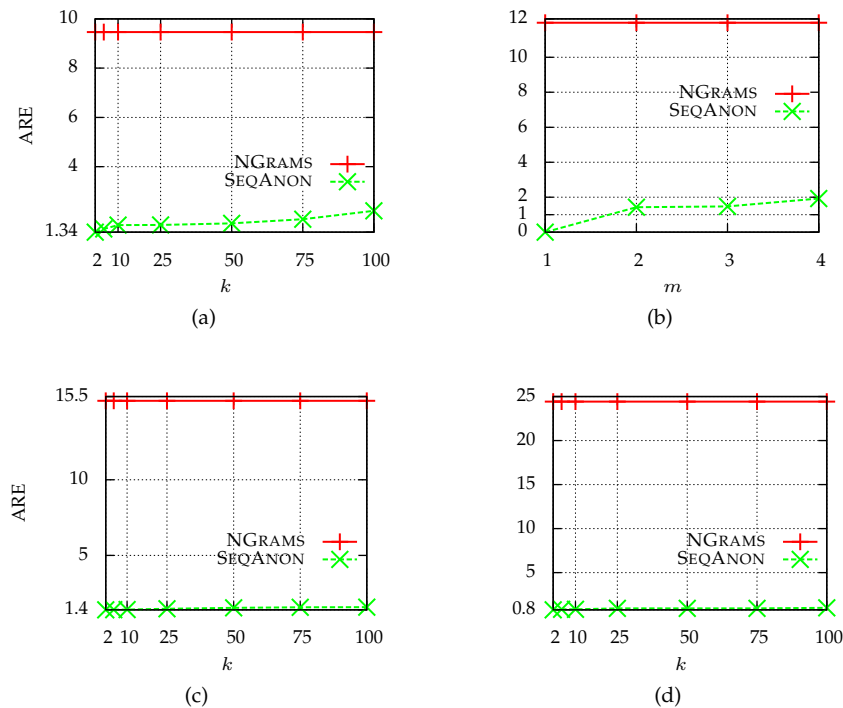 10
8
6
4
1.34
ARE
NGRAMS
SEQANON
2 10 25 50 75 100
k
(a)
12
10
8
6
4
2
1
0
NGRAMS
SEQANON
1 2 3 4
m
(b)
15.5
10
5
1.4
ARE
NGRAMS
SEQANON
2 10 25 50 75 100
k
(c)
25
20
15
10
5
0.8
NGRAMS
SEQANON
2 10 25 50 75 100
k
(d)